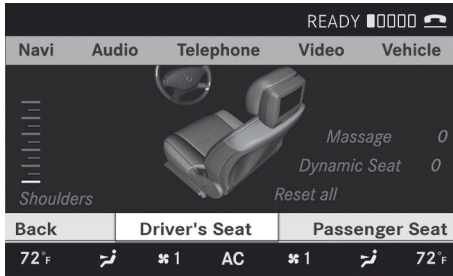 READY
Navi Audio Telephone Video Vehicle
Massage 0
Dynamic Seat 0
Shoulders Reset all
Back Driver's Seat Passenger Seat
72°F 1 AC 1 72°F